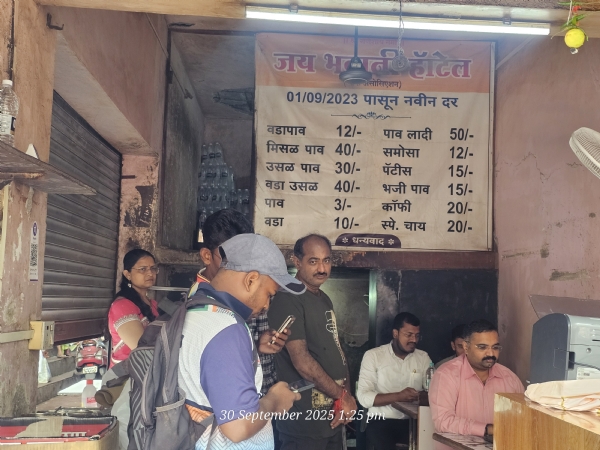 जय भवानी हॉटेल
01/09/2023 पासून नवीन दर
वडापाव 12/- पाव लादी 50/-
मिसळ पाव 40/- समोसा 12/-
उसळ पाव 30/- पॅटीस 15/-
वडा उसळ 40/- भजी पाव 15/-
पाव 3/- कॉफी 20/-
वडा 10/- स्पे. चाय 20/-
धन्यवाद
30 September 2025 1:25 pm